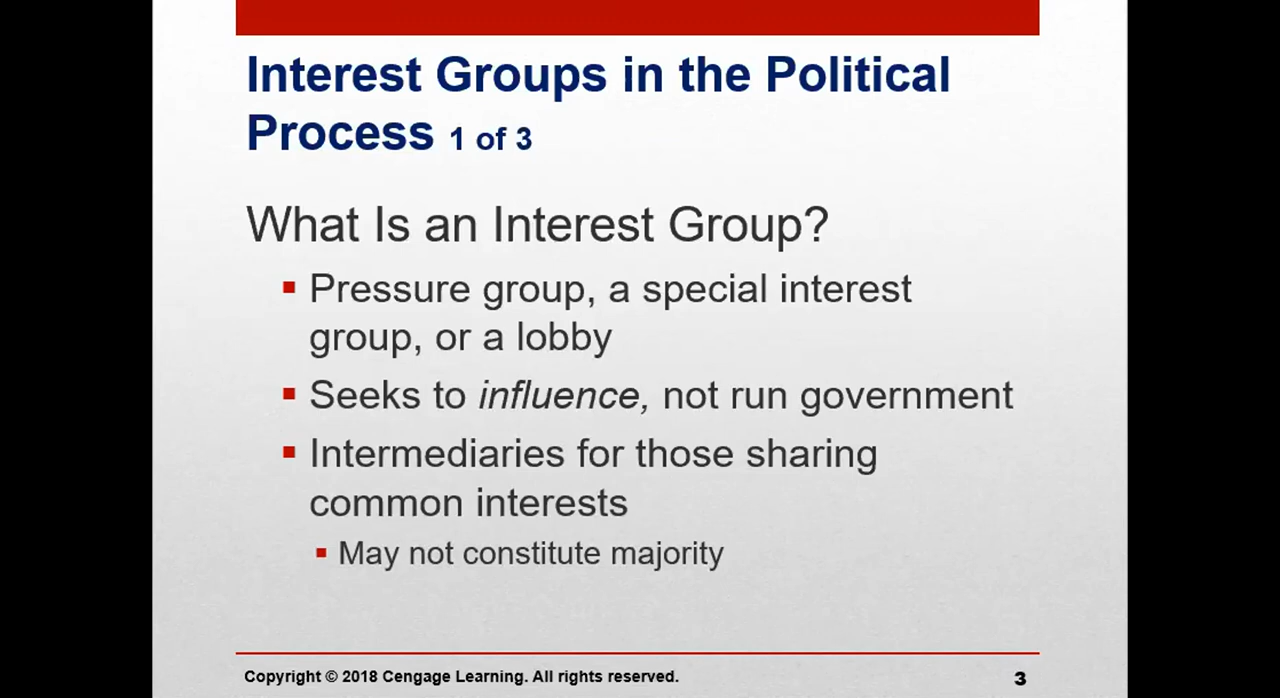 Interest Groups in the Political
Process 1 of 3
What Is an Interest Group?
▪ Pressure group, a special interest
group, or a lobby
▪ Seeks to influence, not run government
▪ Intermediaries for those sharing
common interests
▪ May not constitute majority
Copyright © 2018 Cengage Learning. All rights reserved.
3